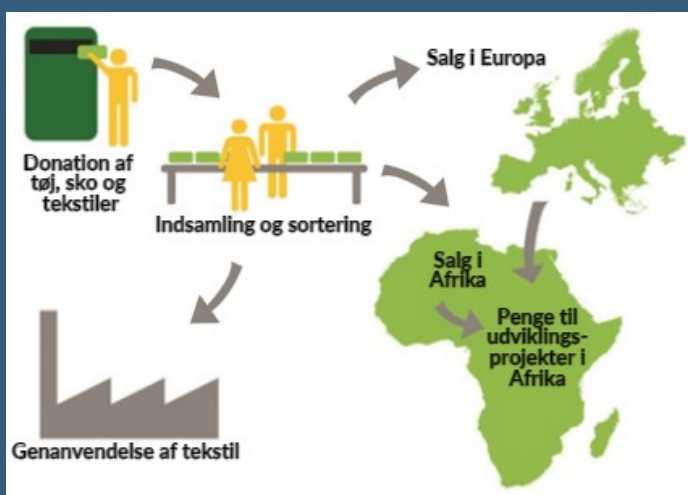 Donation af
tøj, sko og
tekstiler
Indsamling og sortering
Salg i Europa
Salg i
Afrika
Penge til
udviklings-
projekter i
Afrika
Genanvendelse af tekstil